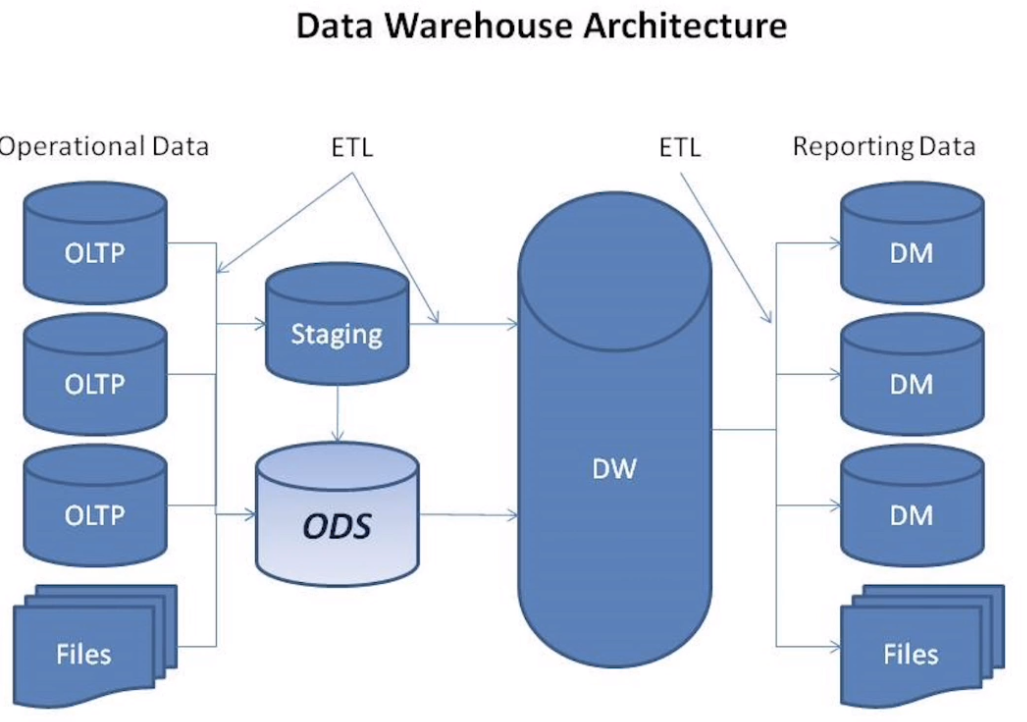 Data Warehouse Architecture
Operational Data
ETL
ETL
Reporting Data
OLTP
DM
Staging
OLTP
DM
DW
OLTP
ODS
DM
Files
Files